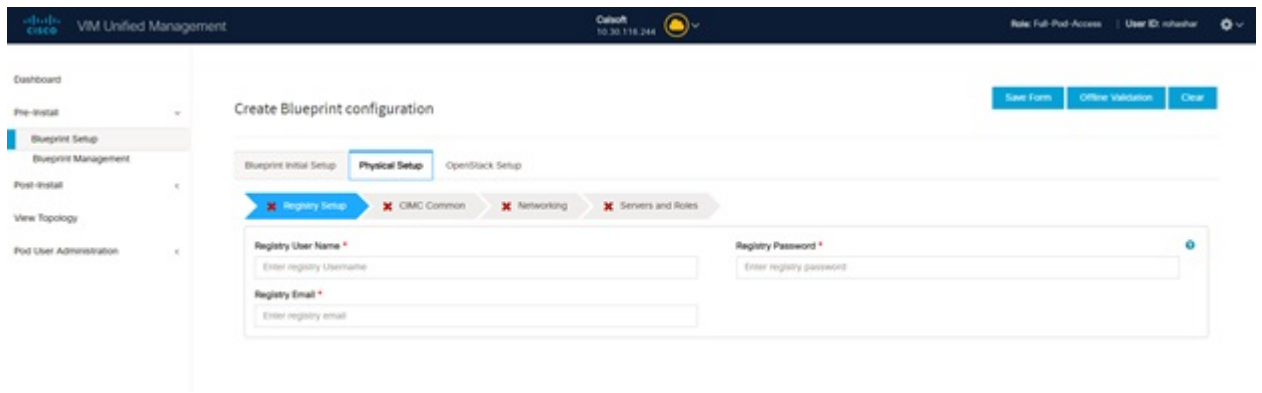 cisco VIM Unified Management
Calsoft
10.30.116.244
Role: Full-Pod-Access | User ID: rohashar
Dashboard
Pre-Install
Blueprint Setup
Blueprint Management
Post-Install
View Topology
Pod User Administration
Create Blueprint configuration
Save Form Offline Validation Clear
Blueprint Initial Setup Physical Setup OpenStack Setup
Registry Setup CIMC Common Networking Servers and Roles
Registry User Name * Registry Password *
Enter registry Username Enter registry password
Registry Email *
Enter registry email